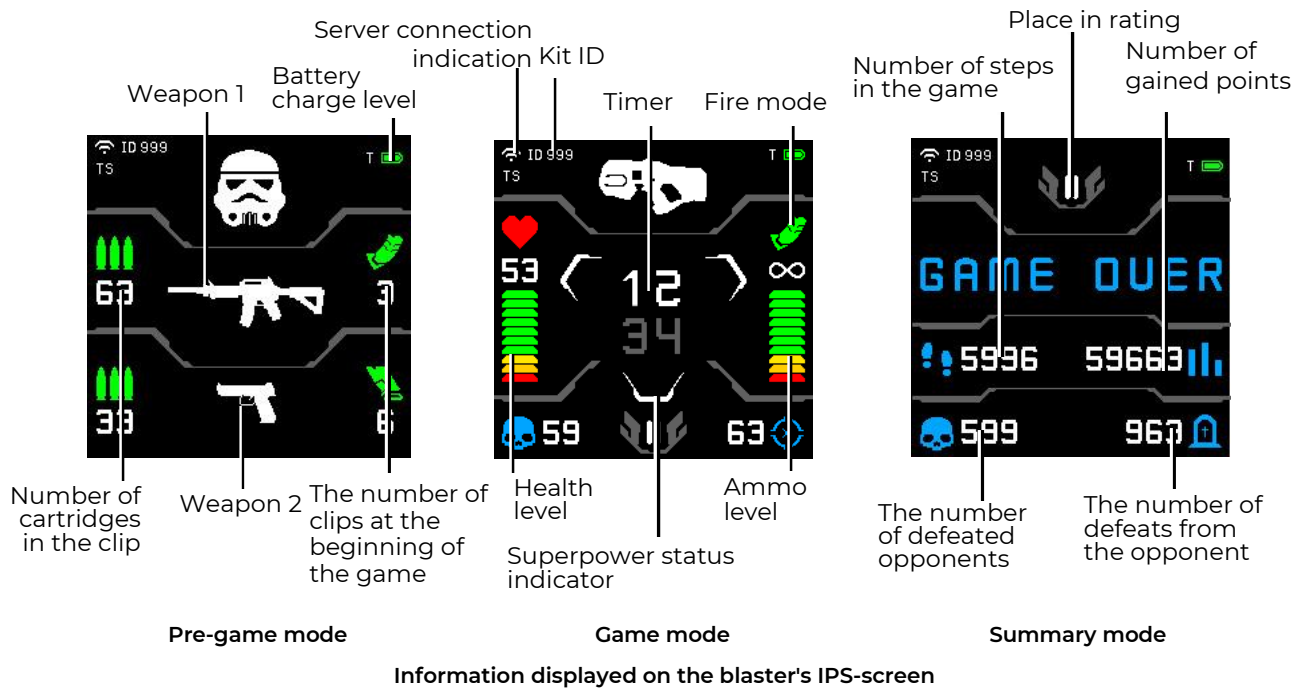 Server connection
indication
Kit ID
Place in rating
Battery
charge level
Weapon 1
Timer
Fire mode
Number of steps
in the game
Number of
gained points
ID 999
TS
T
63
3
33
6
Number of
cartridges
in the clip
Weapon 2
The number of
clips at the
beginning of
the game
Pre-game mode
ID 999
TS
T
53
∞
12
34
59
63
Health
level
Ammo
level
Superpower status
indicator
Game mode
ID 999
TS
T
GAME OVER
5996
59663
599
963
The number
of defeated
opponents
The number of
defeats from
the opponent
Summary mode
Information displayed on the blaster's IPS-screen